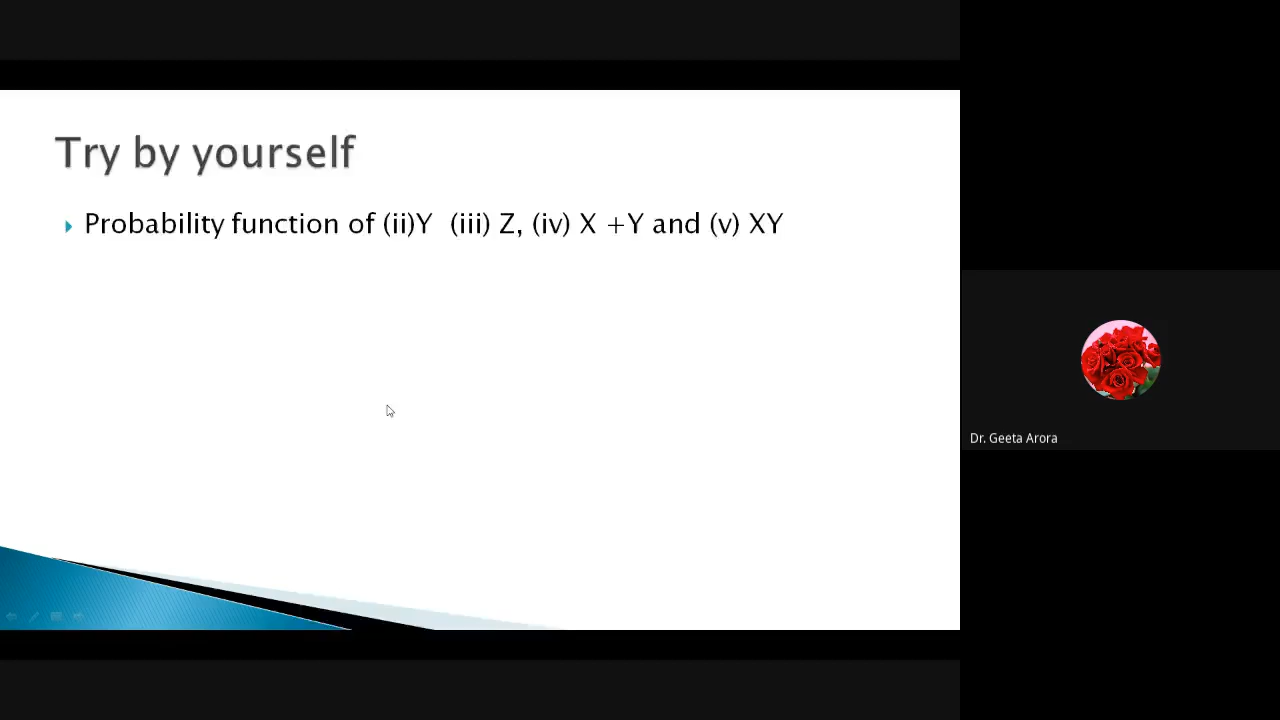 Try by yourself
Probability function of (ii)Y (iii) Z, (iv) X +Y and (v) XY
Dr. Geeta Arora